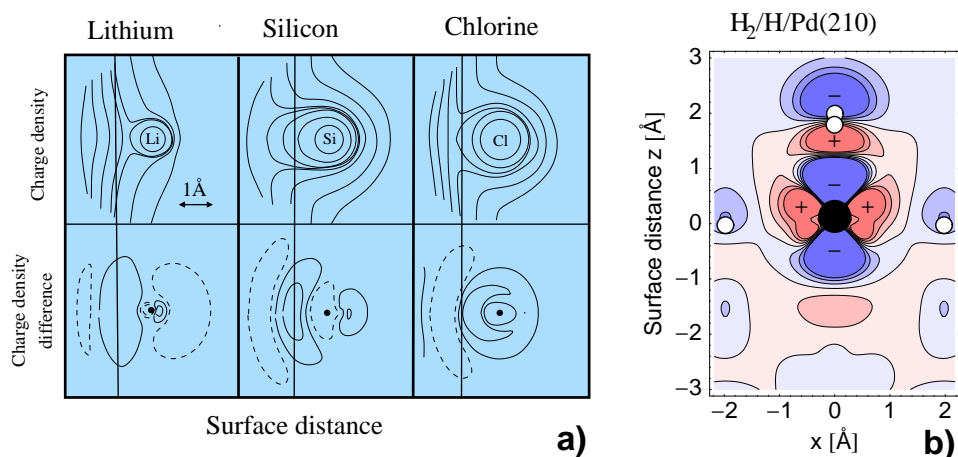 Lithium
Silicon
Chlorine
Charge density
Li
Si
Cl
1Å
Charge density
difference
Surface distance
a)
H2/H/Pd(210)
Surface distance z [Å]
3
2
1
0
−1
−2
−3
−
+
−
+
+
−
−2
−1
0
1
2
x [Å]
b)